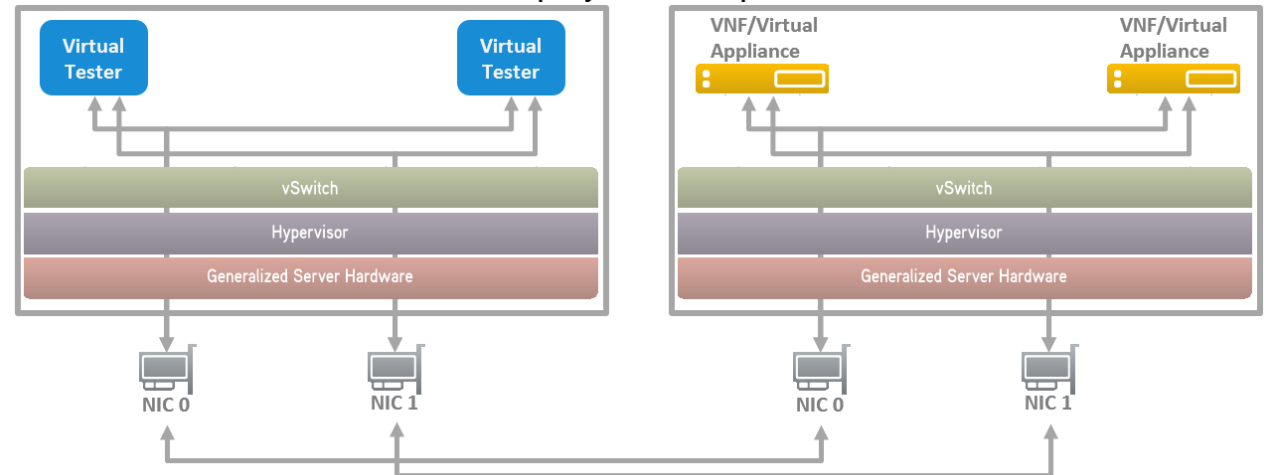 Virtual
Tester
Virtual
Tester
VNF/Virtual
Appliance
VNF/Virtual
Appliance
vSwitch
Hypervisor
Generalized Server Hardware
vSwitch
Hypervisor
Generalized Server Hardware
NIC 0
NIC 1
NIC 0
NIC 1